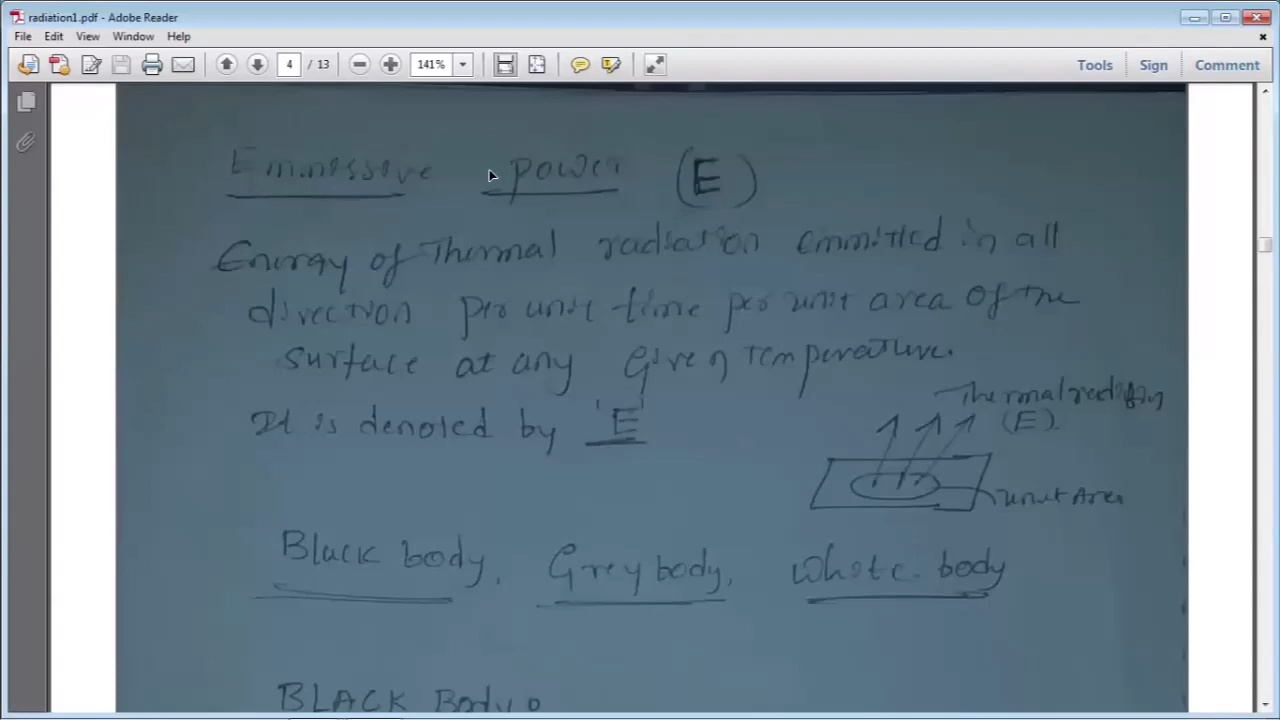 radiation1.pdf - Adobe Reader
File Edit View Window Help
4 / 13 141% Tools Sign Comment
Emmissive power (E)
Energy of Thermal radiation emmitted in all
direction per unit time per unit area of the
surface at any Given Temperature.
It is denoted by 'E'
Thermal radiation
(E).
unit Area
Black body, Grey body, White body
BLACK Body